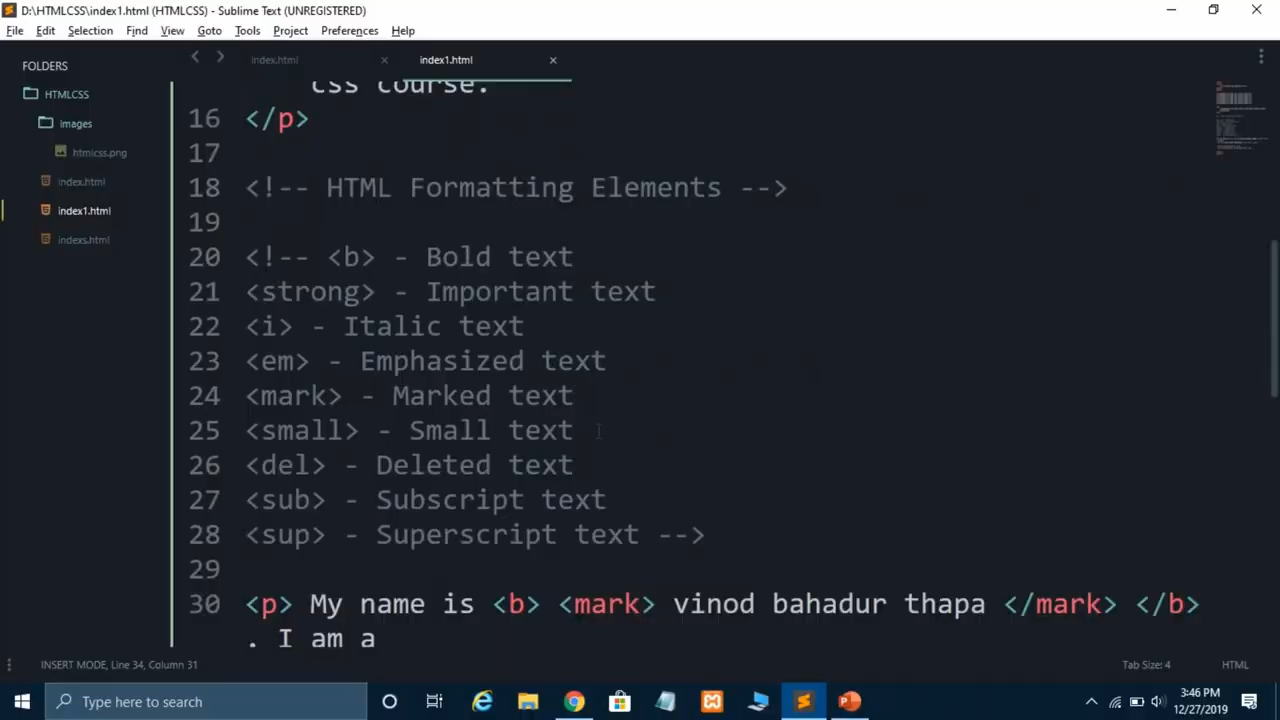 D:\HTMLCSS\index1.html (HTMLCSS) - Sublime Text (UNREGISTERED)
File Edit Selection Find View Goto Tools Project Preferences Help
FOLDERS
HTMLCSS
images
htmlcss.png
index.html
index1.html
indexs.html
index.html
index1.html
css course.
16 </p>
17
18 <!-- HTML Formatting Elements -->
19
20 <!-- <b> - Bold text
21 <strong> - Important text
22 <i> - Italic text
23 <em> - Emphasized text
24 <mark> - Marked text
25 <small> - Small text
26 <del> - Deleted text
27 <sub> - Subscript text
28 <sup> - Superscript text -->
29
30 <p> My name is <b> <mark> vinod bahadur thapa </mark> </b>
. I am a
INSERT MODE, Line 34, Column 31
Tab Size: 4
HTML
Type here to search
3:46 PM
12/27/2019